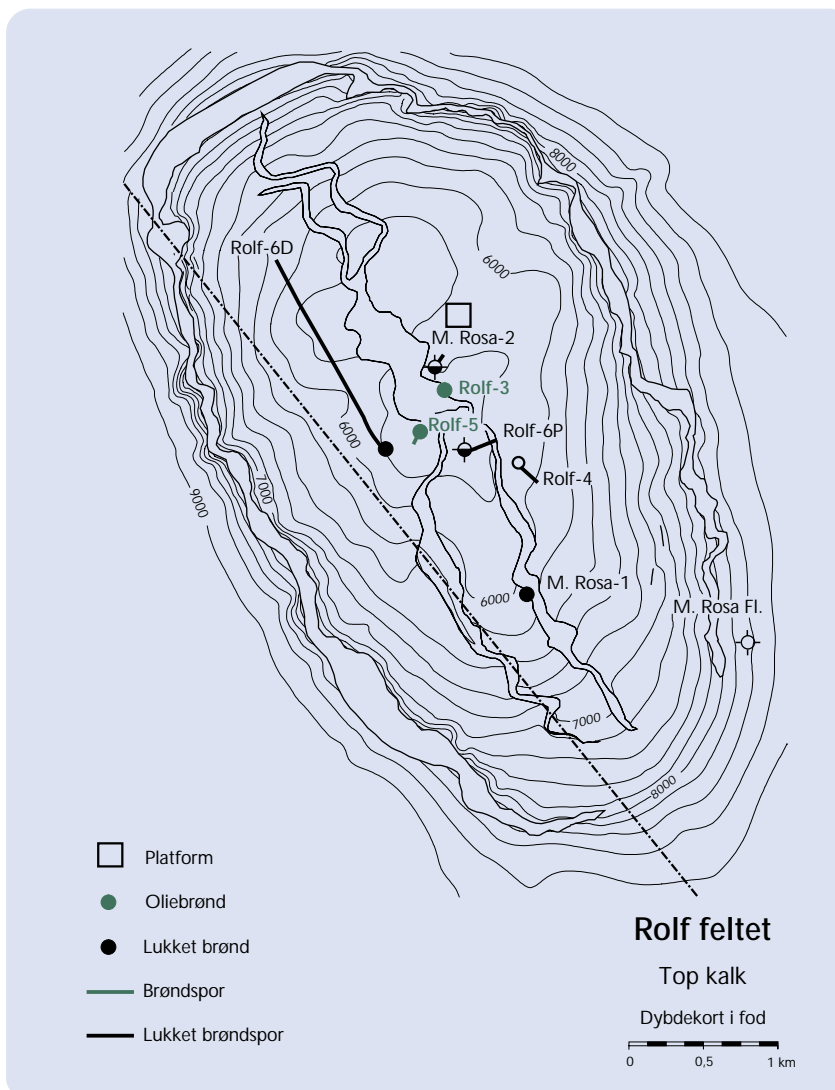 8000
6000
Rolf-6D
M. Rosa-2
Rolf-3
Rolf-5
Rolf-6P
6000
Rolf-4
7000
9000
M. Rosa-1
6000
M. Rosa Fl.
7000
8000
Platform
Oliebrønd
Lukket brønd
Brøndspor
Lukket brøndspor
Rolf feltet
Top kalk
Dybdekort i fod
0 0,5 1 km